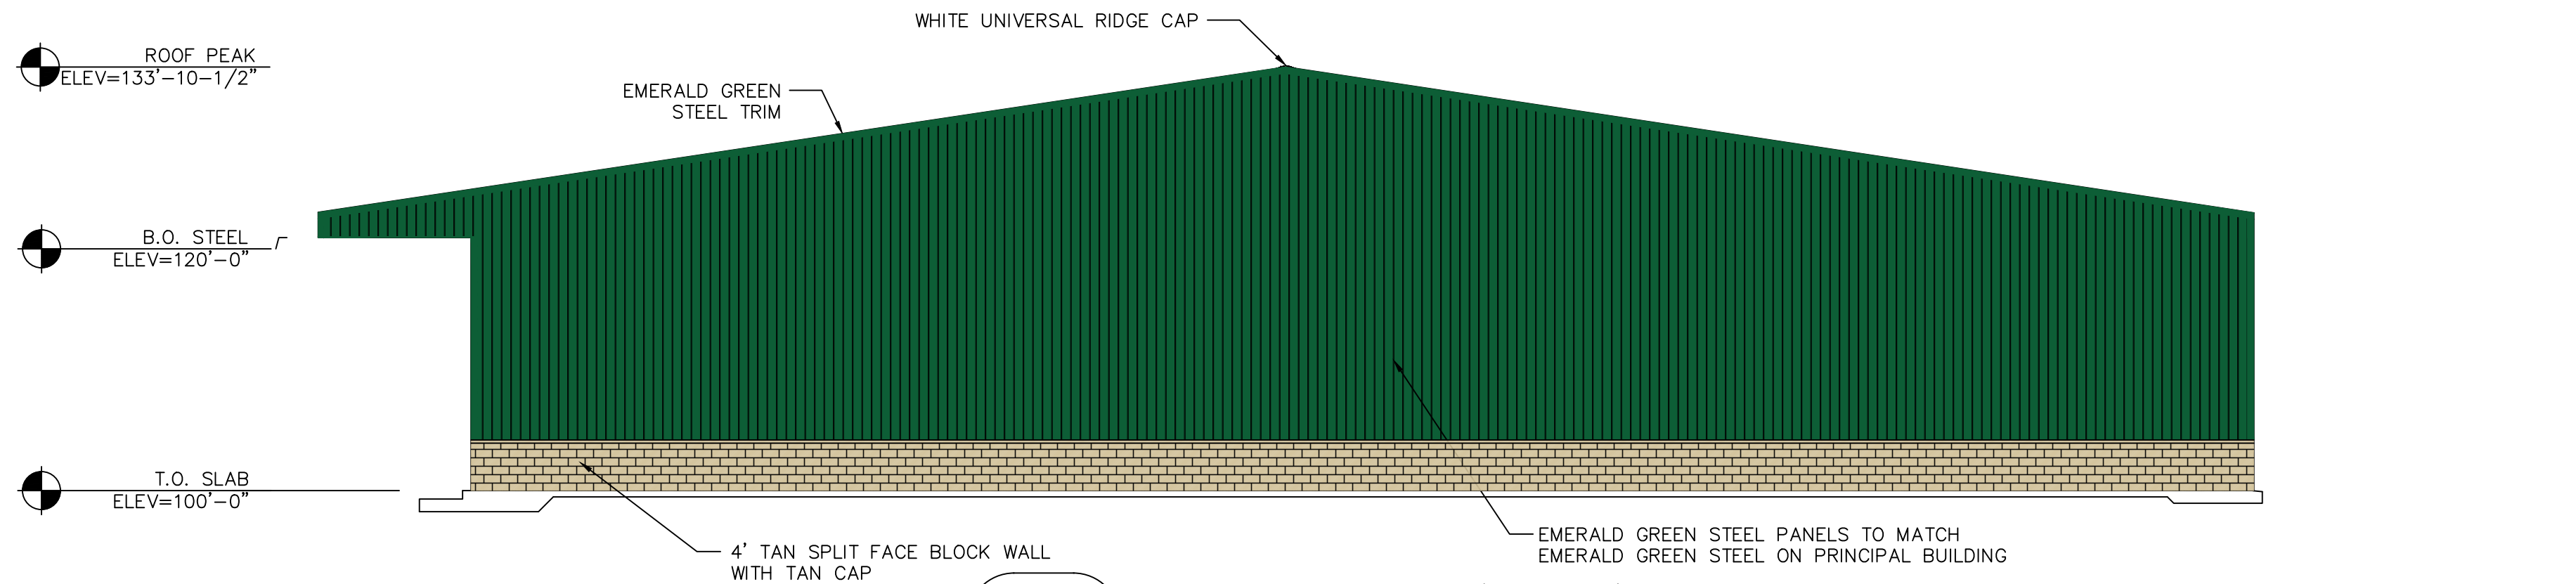 WHITE UNIVERSAL RIDGE CAP
ROOF PEAK
ELEV=133'-10-1/2"
EMERALD GREEN
STEEL TRIM
B.O. STEEL
ELEV=120'-0"
T.O. SLAB
ELEV=100'-0"
4' TAN SPLIT FACE BLOCK WALL
WITH TAN CAP
EMERALD GREEN STEEL PANELS TO MATCH
EMERALD GREEN STEEL ON PRINCIPAL BUILDING